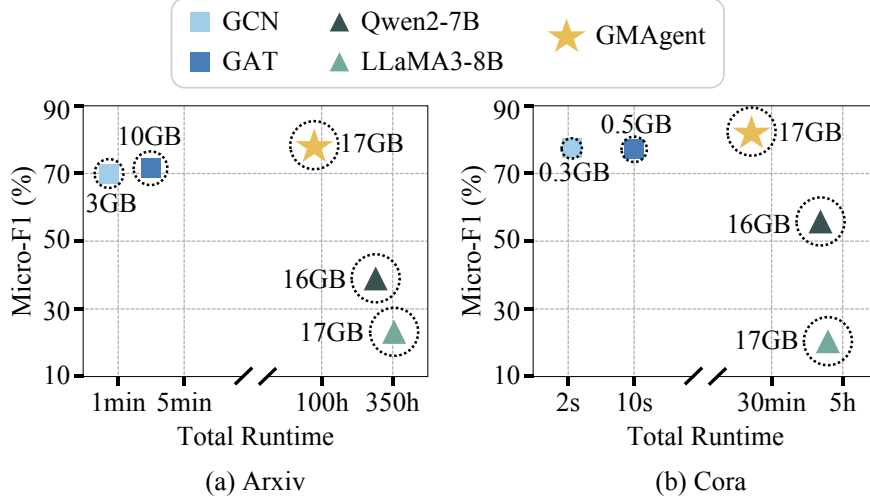 GCN Qwen2-7B GMAgent
GAT LLaMA3-8B
Micro-F1 (%)
90
70
50
30
10
10GB
3GB
17GB
16GB
17GB
1min 5min 100h 350h
Total Runtime
(a) Arxiv
Micro-F1 (%)
90
70
50
30
10
0.5GB
17GB
0.3GB
16GB
17GB
2s 10s 30min 5h
Total Runtime
(b) Cora